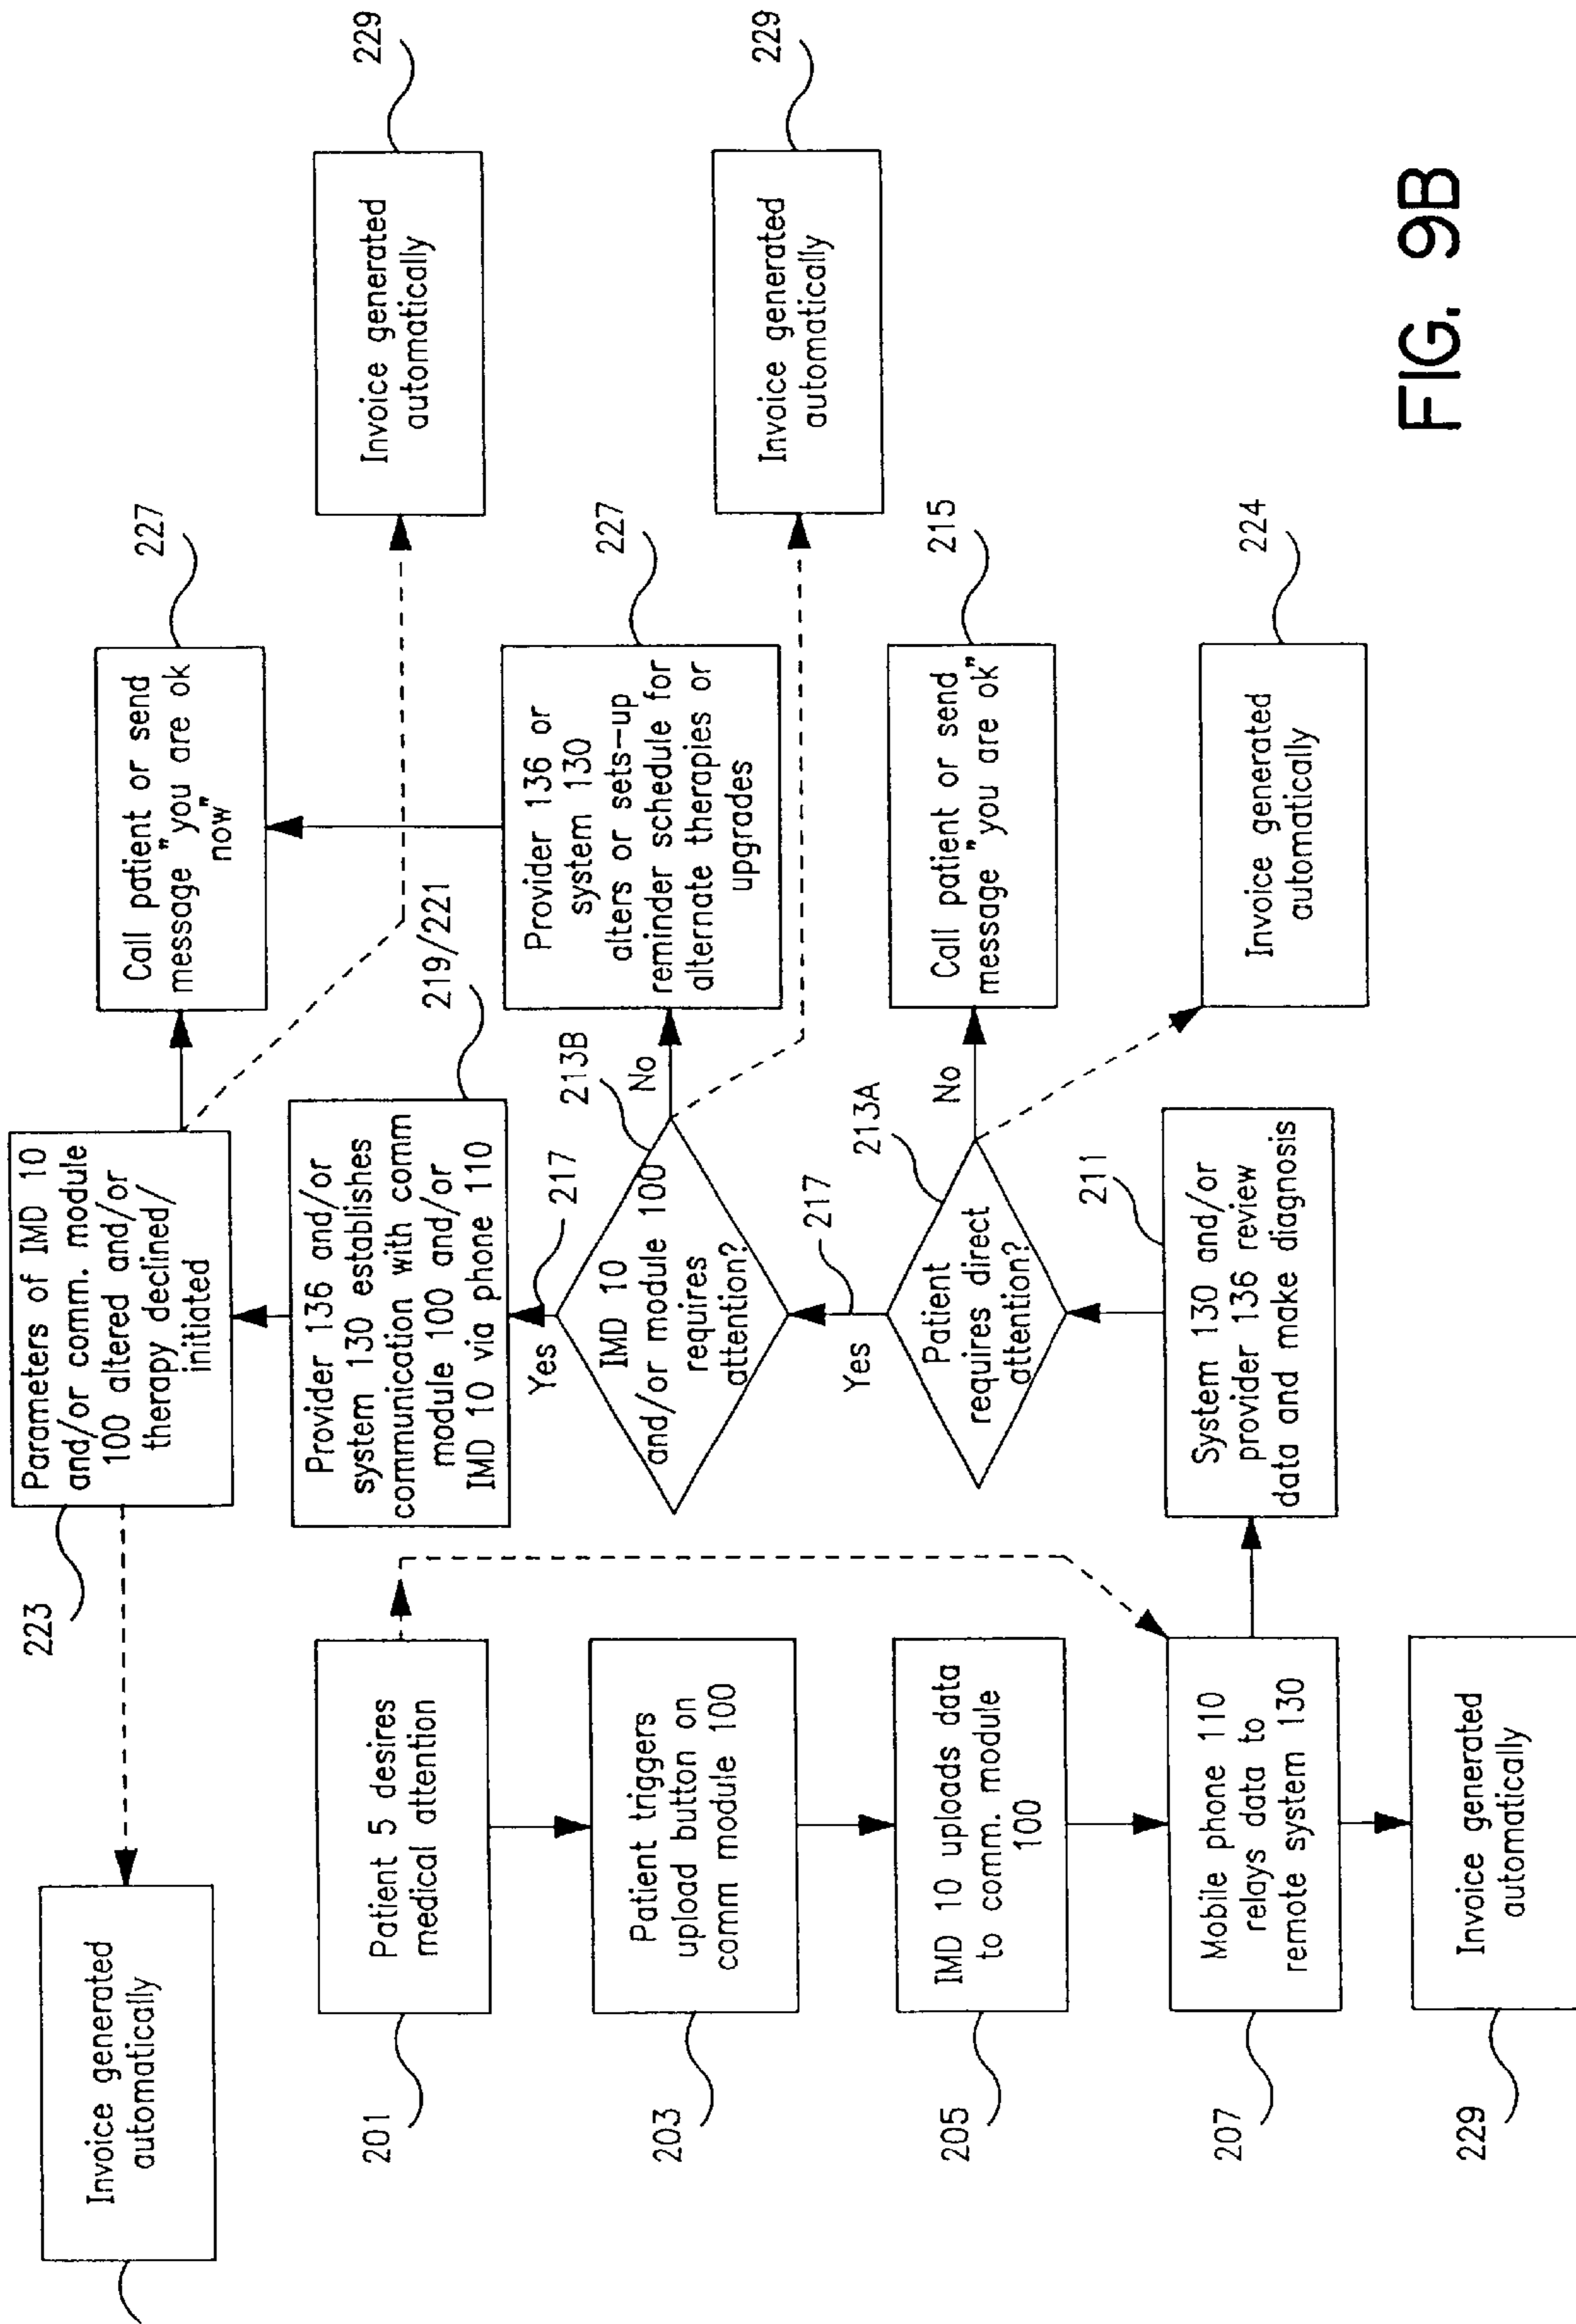 Invoice generated
automatically
223
Parameters of IMD 10
and/or comm. module
100 altered and/or
therapy declined/
initiated
Call patient or send
message "you are ok
now"
227
229
Invoice generated
automatically
201
Patient 5 desires
medical attention
Provider 136 and/or
system 130 establishes
communication with comm
module 100 and/or
IMD 10 via phone 110
219/221
217
Yes
213B
No
IMD 10
and/or module 100
requires
attention?
Provider 136 or
system 130
alters or sets-up
reminder schedule for
alternate therapies or
upgrades
227
229
Invoice generated
automatically
203
Patient triggers
upload button on
comm module 100
217
Yes
213A
No
Patient
requires direct
attention?
Call patient or send
message "you are ok"
215
205
IMD 10 uploads data
to comm. module
100
207
Mobile phone 110
relays data to
remote system 130
211
System 130 and/or
provider 136 review
data and make diagnosis
Invoice generated
automatically
224
229
Invoice generated
automatically
FIG. 9B